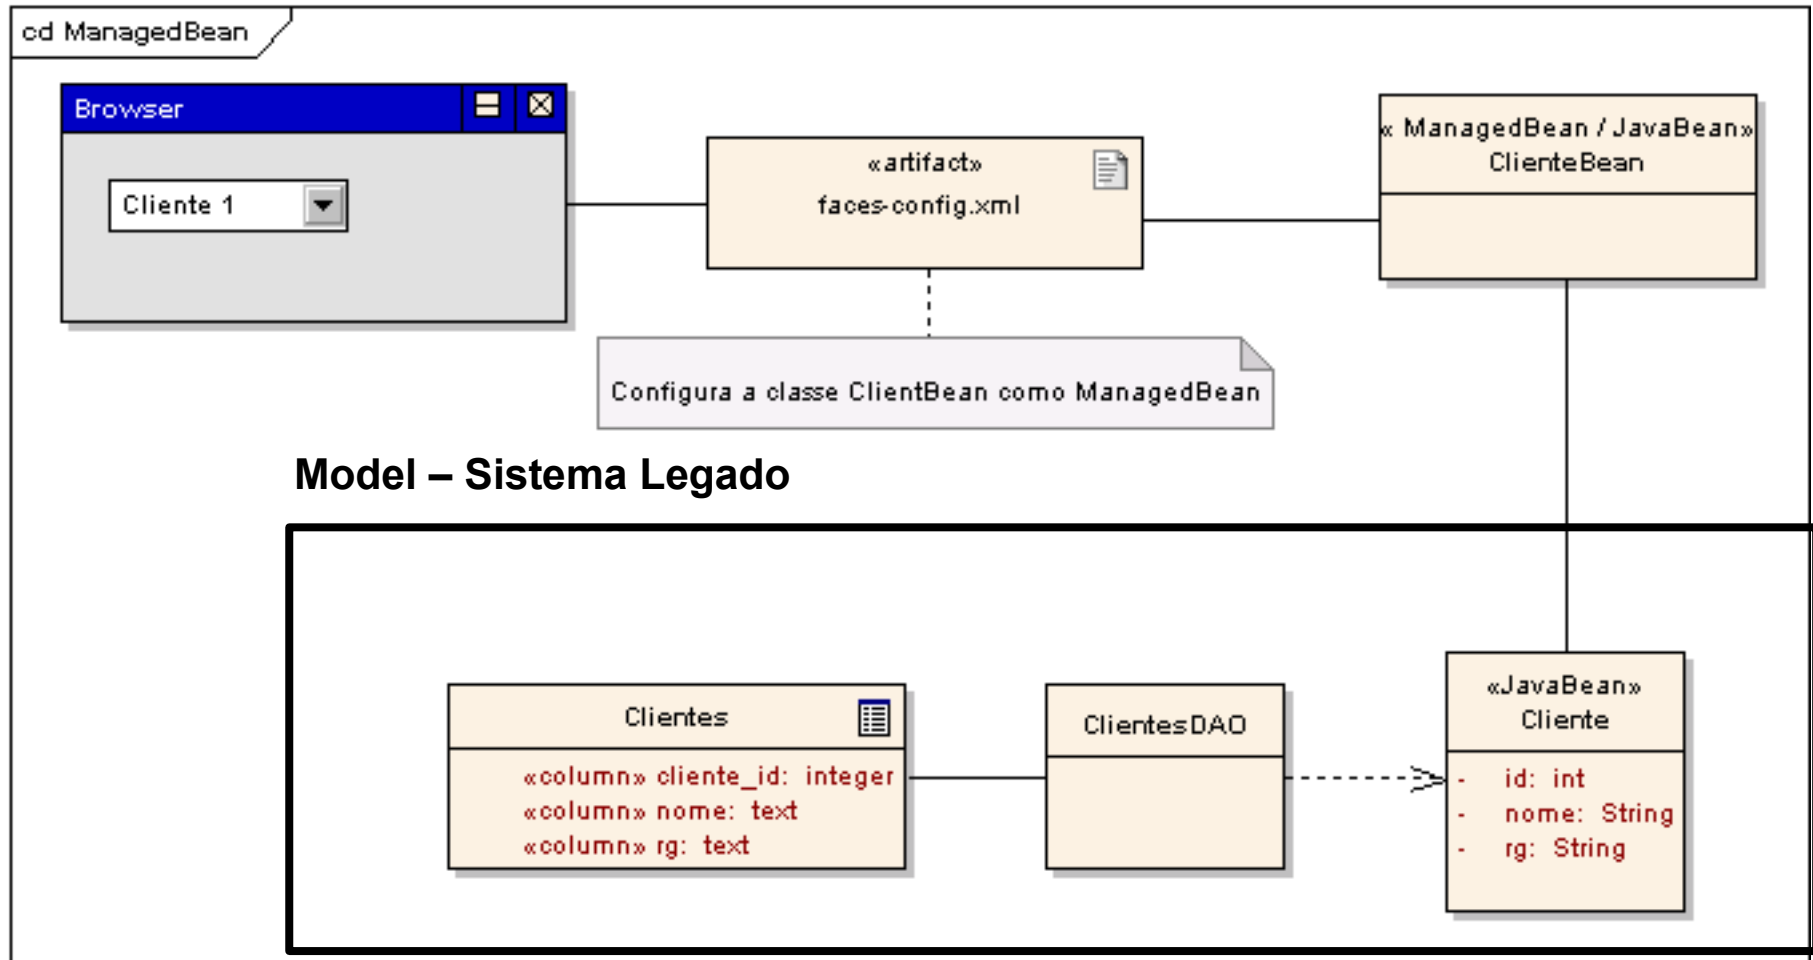 cd ManagedBean
Browser
Cliente 1
«artifact»
faces-config.xml
« ManagedBean / JavaBean»
ClienteBean
Configura a classe ClientBean como ManagedBean
Model – Sistema Legado
Clientes
«column» cliente_id: integer
«column» nome: text
«column» rg: text
ClientesDAO
«JavaBean»
Cliente
- id: int
- nome: String
- rg: String